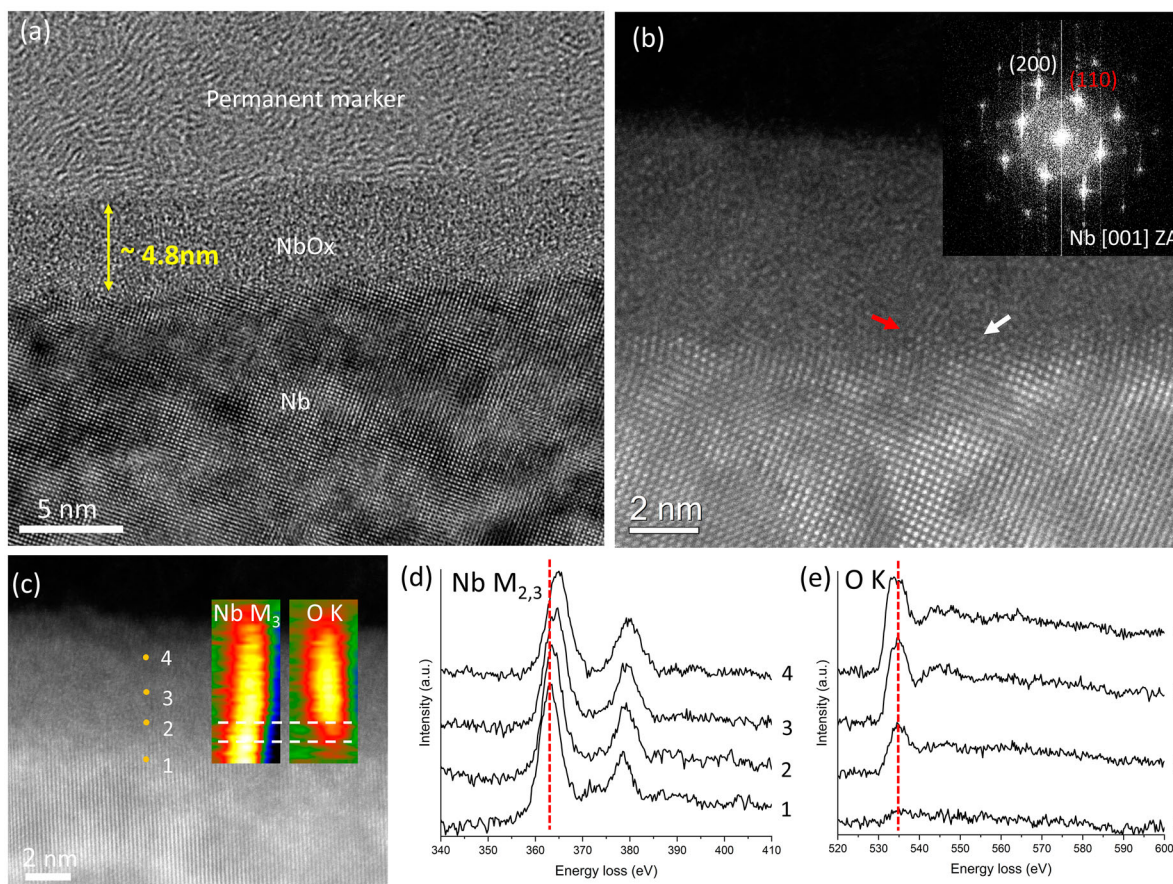 (a)
Permanent marker
~ 4.8nm
NbOx
Nb
5 nm
(b)
(200)
(110)
Nb [001] ZA
2 nm
(c)
Nb M3
O K
4
3
2
1
2 nm
(d)
Nb M2,3
Intensity (a.u.)
4
3
2
1
340 350 360 370 380 390 400 410
Energy loss (eV)
(e)
O K
Intensity (a.u.)
520 530 540 550 560 570 580 590 600
Energy loss (eV)